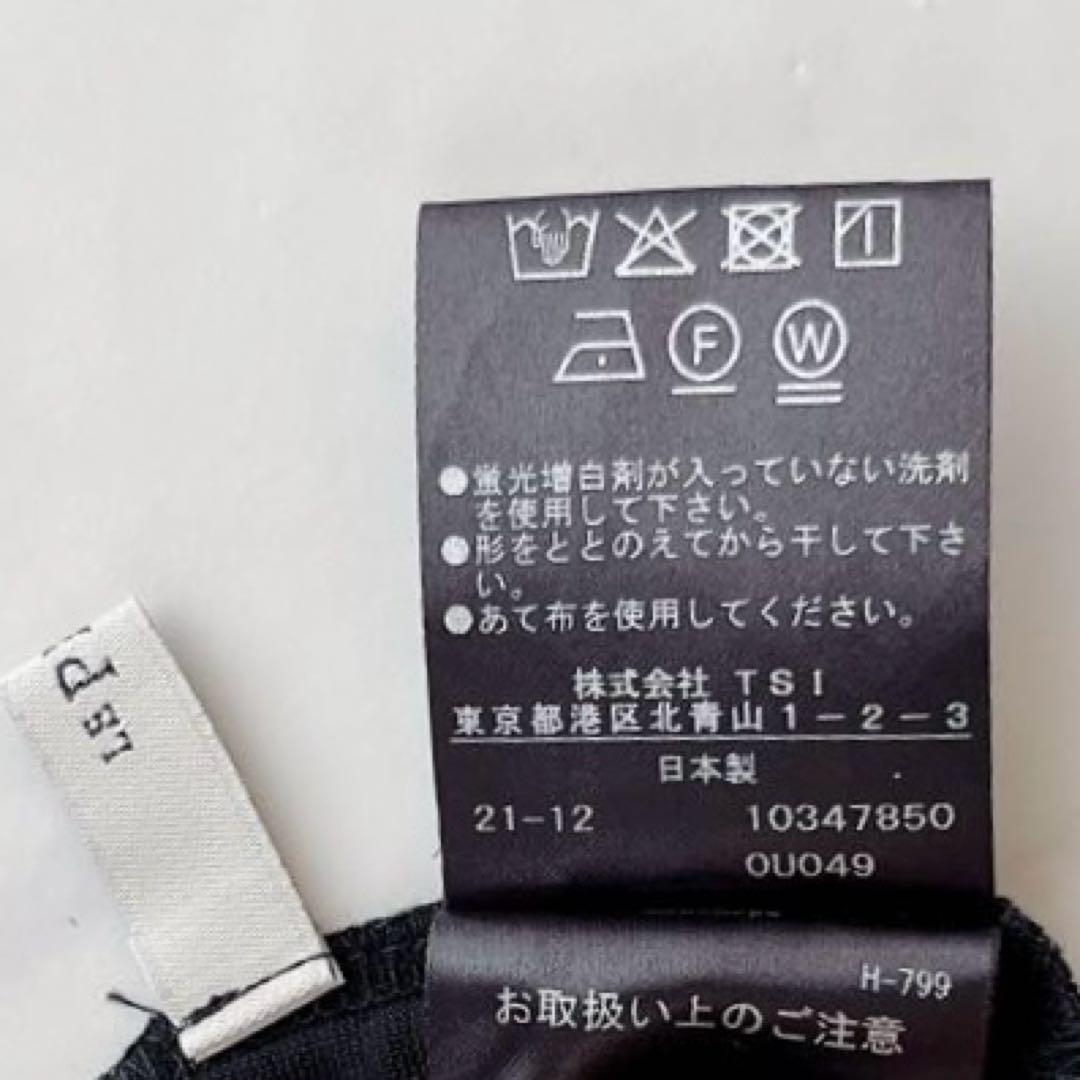 F W
●蛍光増白剤が入っていない洗剤
を使用して下さい。
●形をととのえてから干して下さ
い。
●あて布を使用してください。
株式会社 TSI
東京都港区北青山1-2-3
日本製
21-12 10347850
0U049
H-799
お取扱い上のご注意